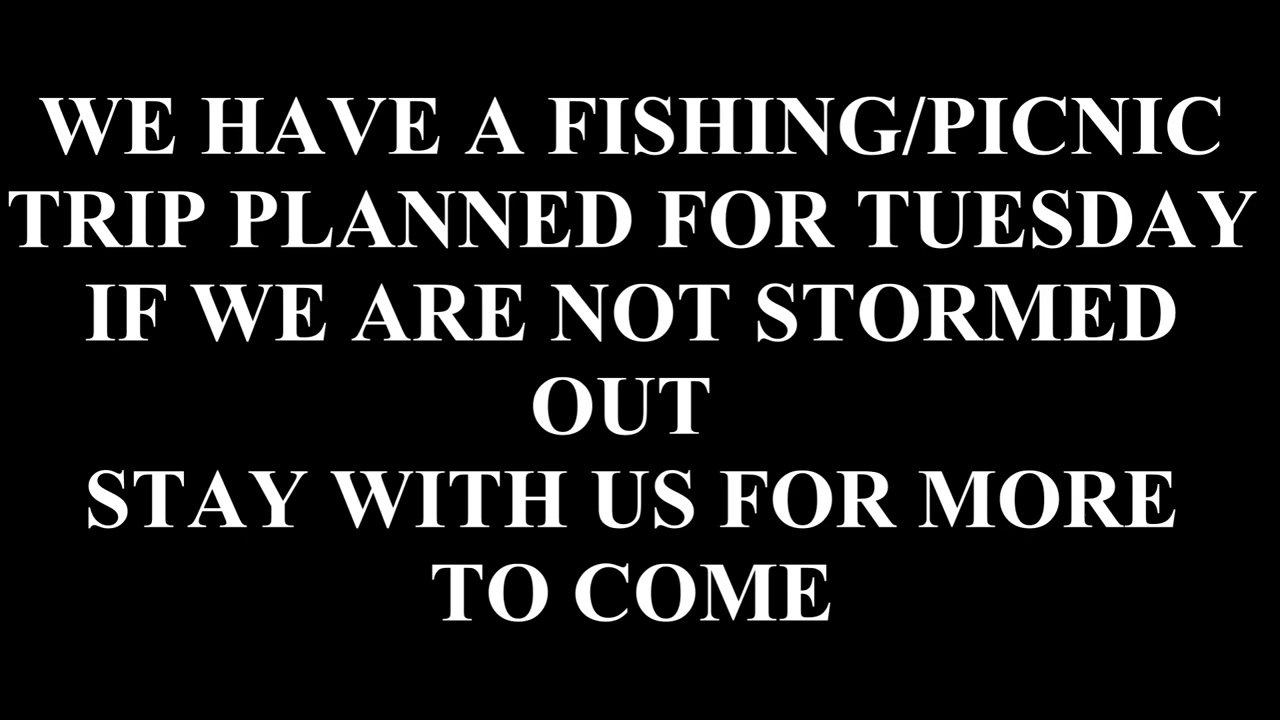 WE HAVE A FISHING/PICNIC
TRIP PLANNED FOR TUESDAY
IF WE ARE NOT STORMED
OUT
STAY WITH US FOR MORE
TO COME